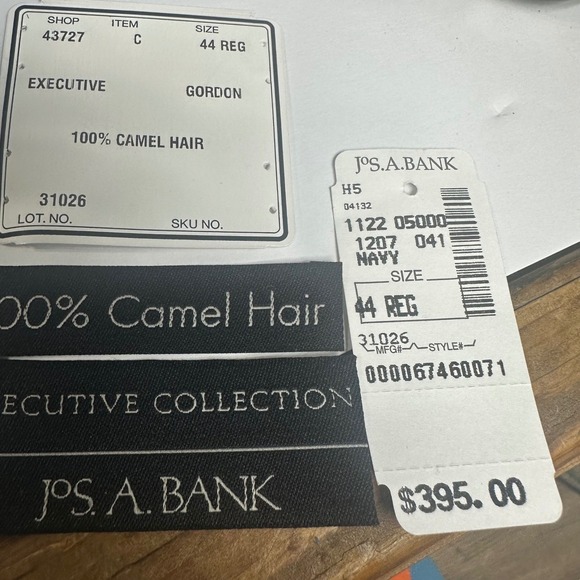 SHOP ITEM SIZE
43727 C 44 REG
EXECUTIVE GORDON
100% CAMEL HAIR
31026
LOT. NO. SKU NO.
00% Camel Hair
ECUTIVE COLLECTION
JoS. A. BANK
JoS.A.BANK
H5
04132
1122 05000
1207 041
NAVY
SIZE
44 REG
31026
MFG# STYLE#
000067460071
$395.00